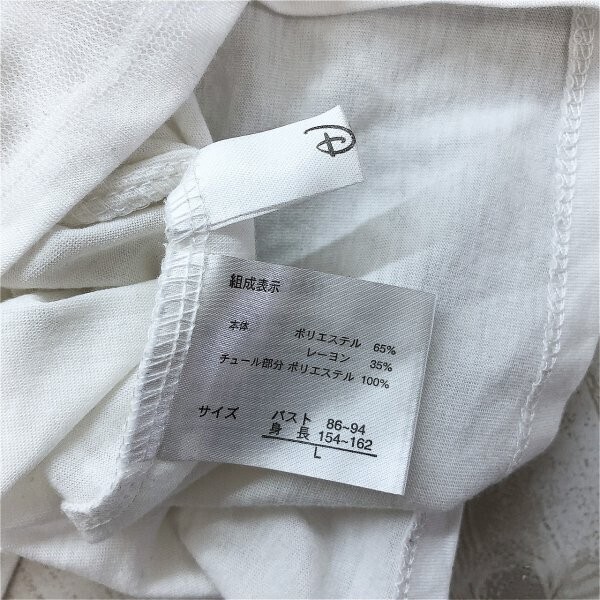 D
組成表示
本体 ポリエステル 65%
レーヨン 35%
チュール部分 ポリエステル 100%
サイズ バスト 86~94
身長 154~162
L